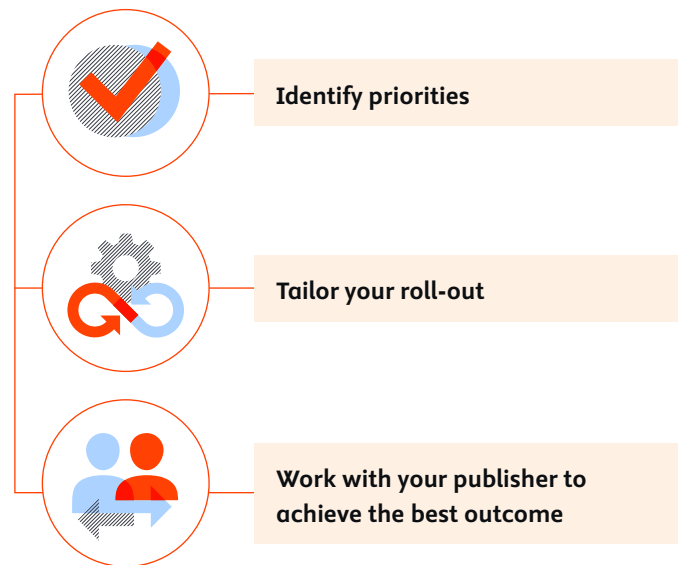 Identify priorities
Tailor your roll-out
Work with your publisher to
achieve the best outcome